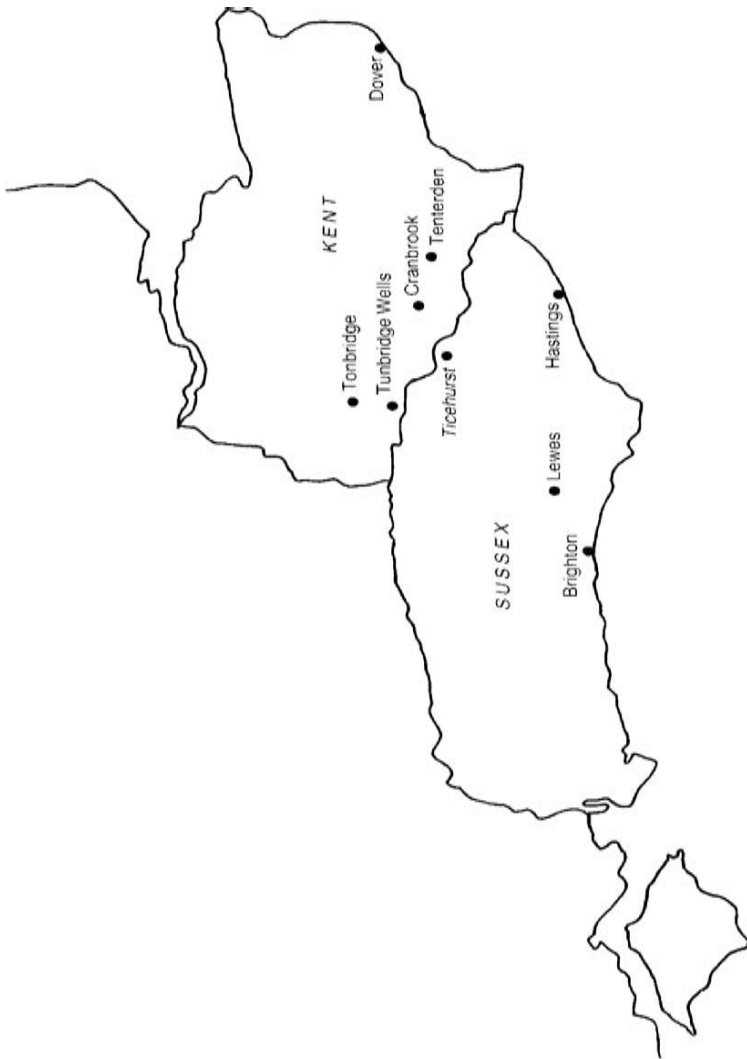 KENT
Dover
Tonbridge
Tunbridge Wells
Cranbrook
Tenterden
Ticehurst
SUSSEX
Lewes
Hastings
Brighton